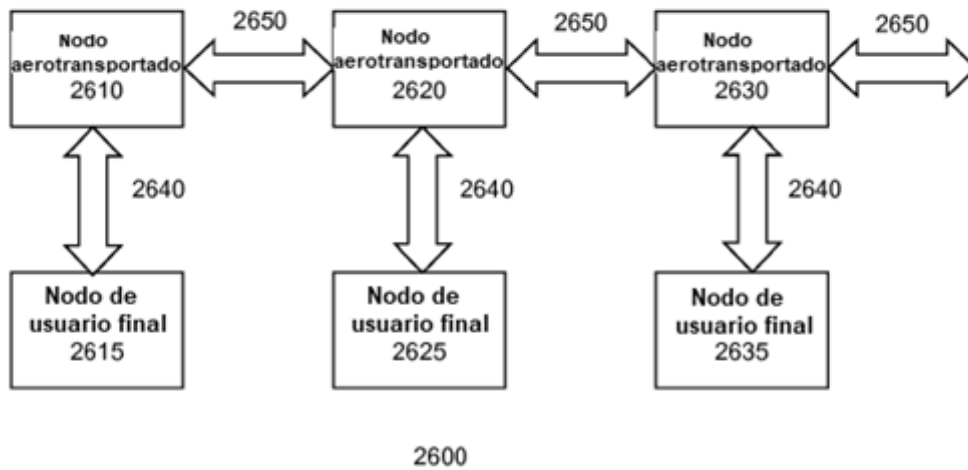 2650
2650
2650
Nodo
aerotransportado
2610
Nodo
aerotransportado
2620
Nodo
aerotransportado
2630
2640
2640
2640
Nodo de
usuario final
2615
Nodo de
usuario final
2625
Nodo de
usuario final
2635
2600